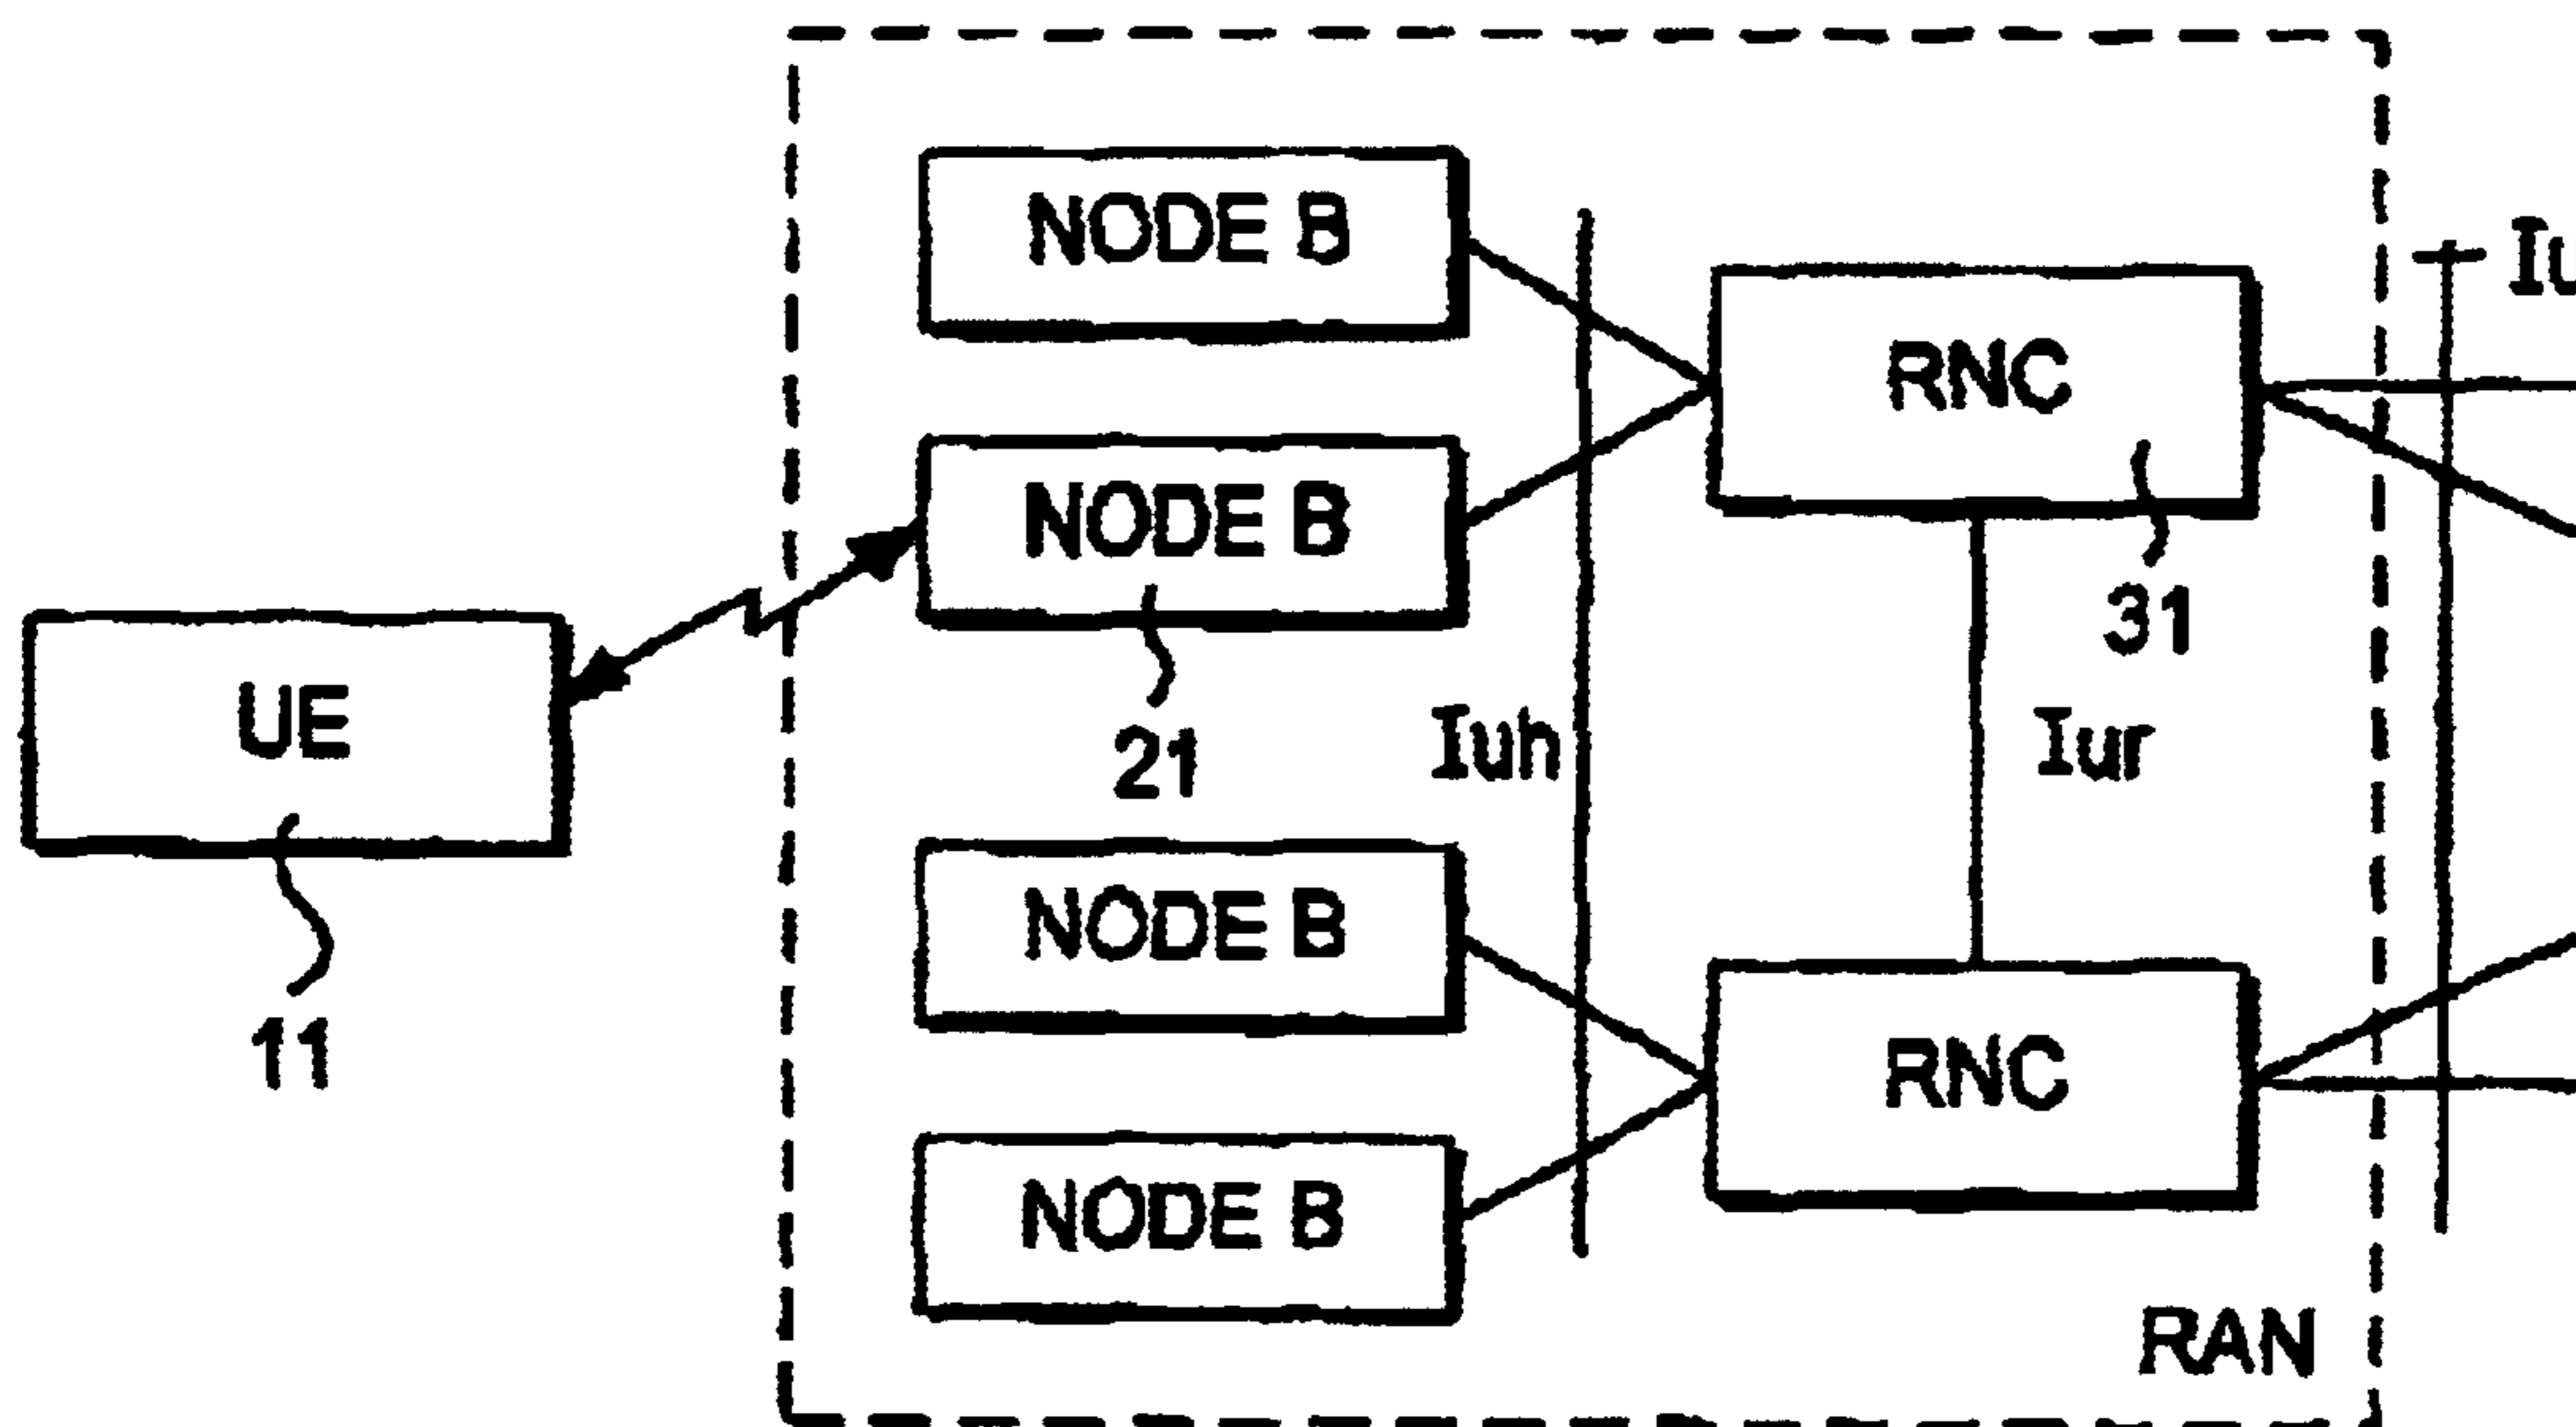 NODE B
Iu
RNC
NODE B
31
UE
21
Iuh
Iur
NODE B
11
RNC
NODE B
RAN